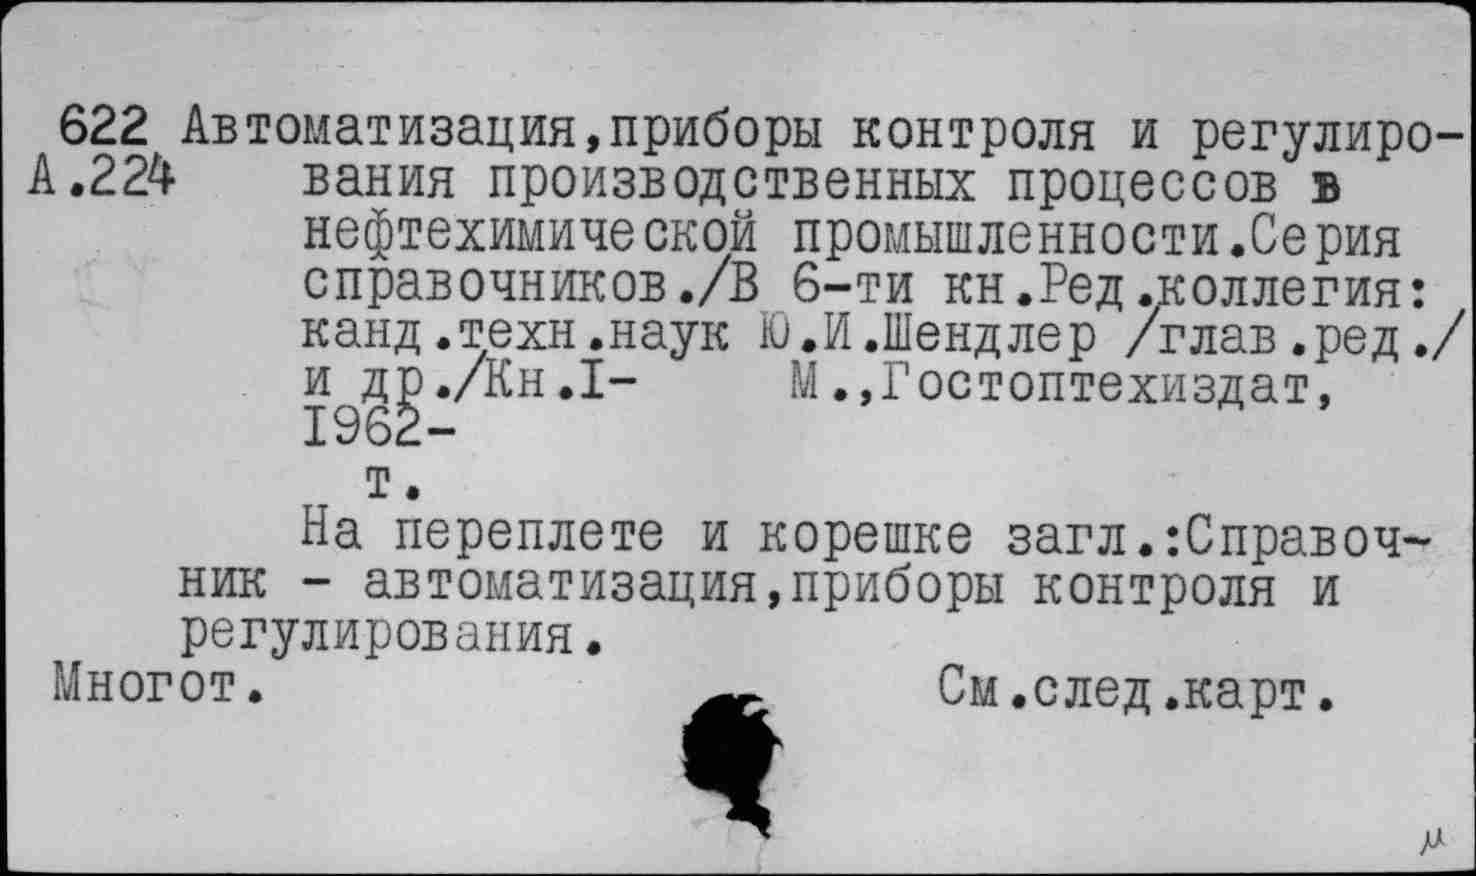 622 Автоматизация,приборы контроля и регулиро-
А.224 вания производственных процессов в
нефтехимической промышленности.Серия
справочников./В 6-ти кн.Ред.коллегия:
канд.техн.наук Ю.И.Шендлер /глав.ред./
и др./Кн.I- М.,Гостоптехиздат,
1962-
т.
На переплете и корешке загл.:Справоч-
ник - автоматизация,приборы контроля и
регулирования.
Многот. См.след.карт.